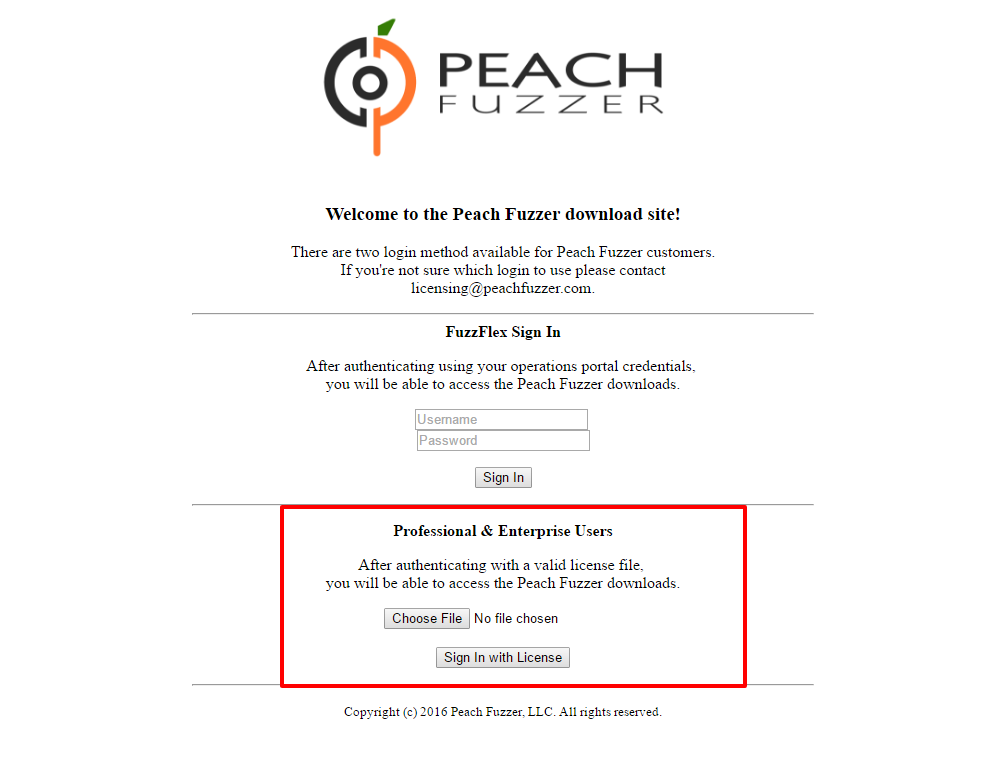 PEACH
FUZZER
Welcome to the Peach Fuzzer download site!
There are two login method available for Peach Fuzzer customers.
If you're not sure which login to use please contact
licensing@peachfuzzer.com.
FuzzFlex Sign In
After authenticating using your operations portal credentials,
you will be able to access the Peach Fuzzer downloads.
Username
Password
Sign In
Professional & Enterprise Users
After authenticating with a valid license file,
you will be able to access the Peach Fuzzer downloads.
Choose File No file chosen
Sign In with License
Copyright (c) 2016 Peach Fuzzer, LLC. All rights reserved.